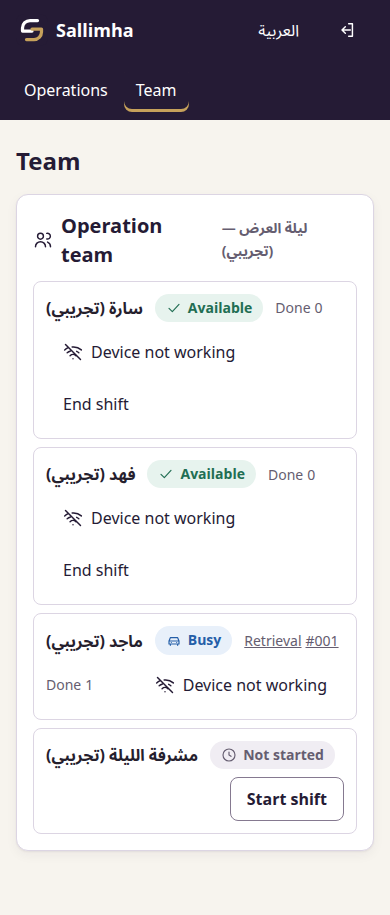 Sallimha
العربية
Operations
Team
Team
Operation team
ليلة العرض — (تجريبي)
سارة (تجريبي)
Available
Done 0
Device not working
End shift
فهد (تجريبي)
Available
Done 0
Device not working
End shift
ماجد (تجريبي)
Busy
Retrieval #001
Done 1
Device not working
مشرفة الليلة (تجريبي)
Not started
Start shift